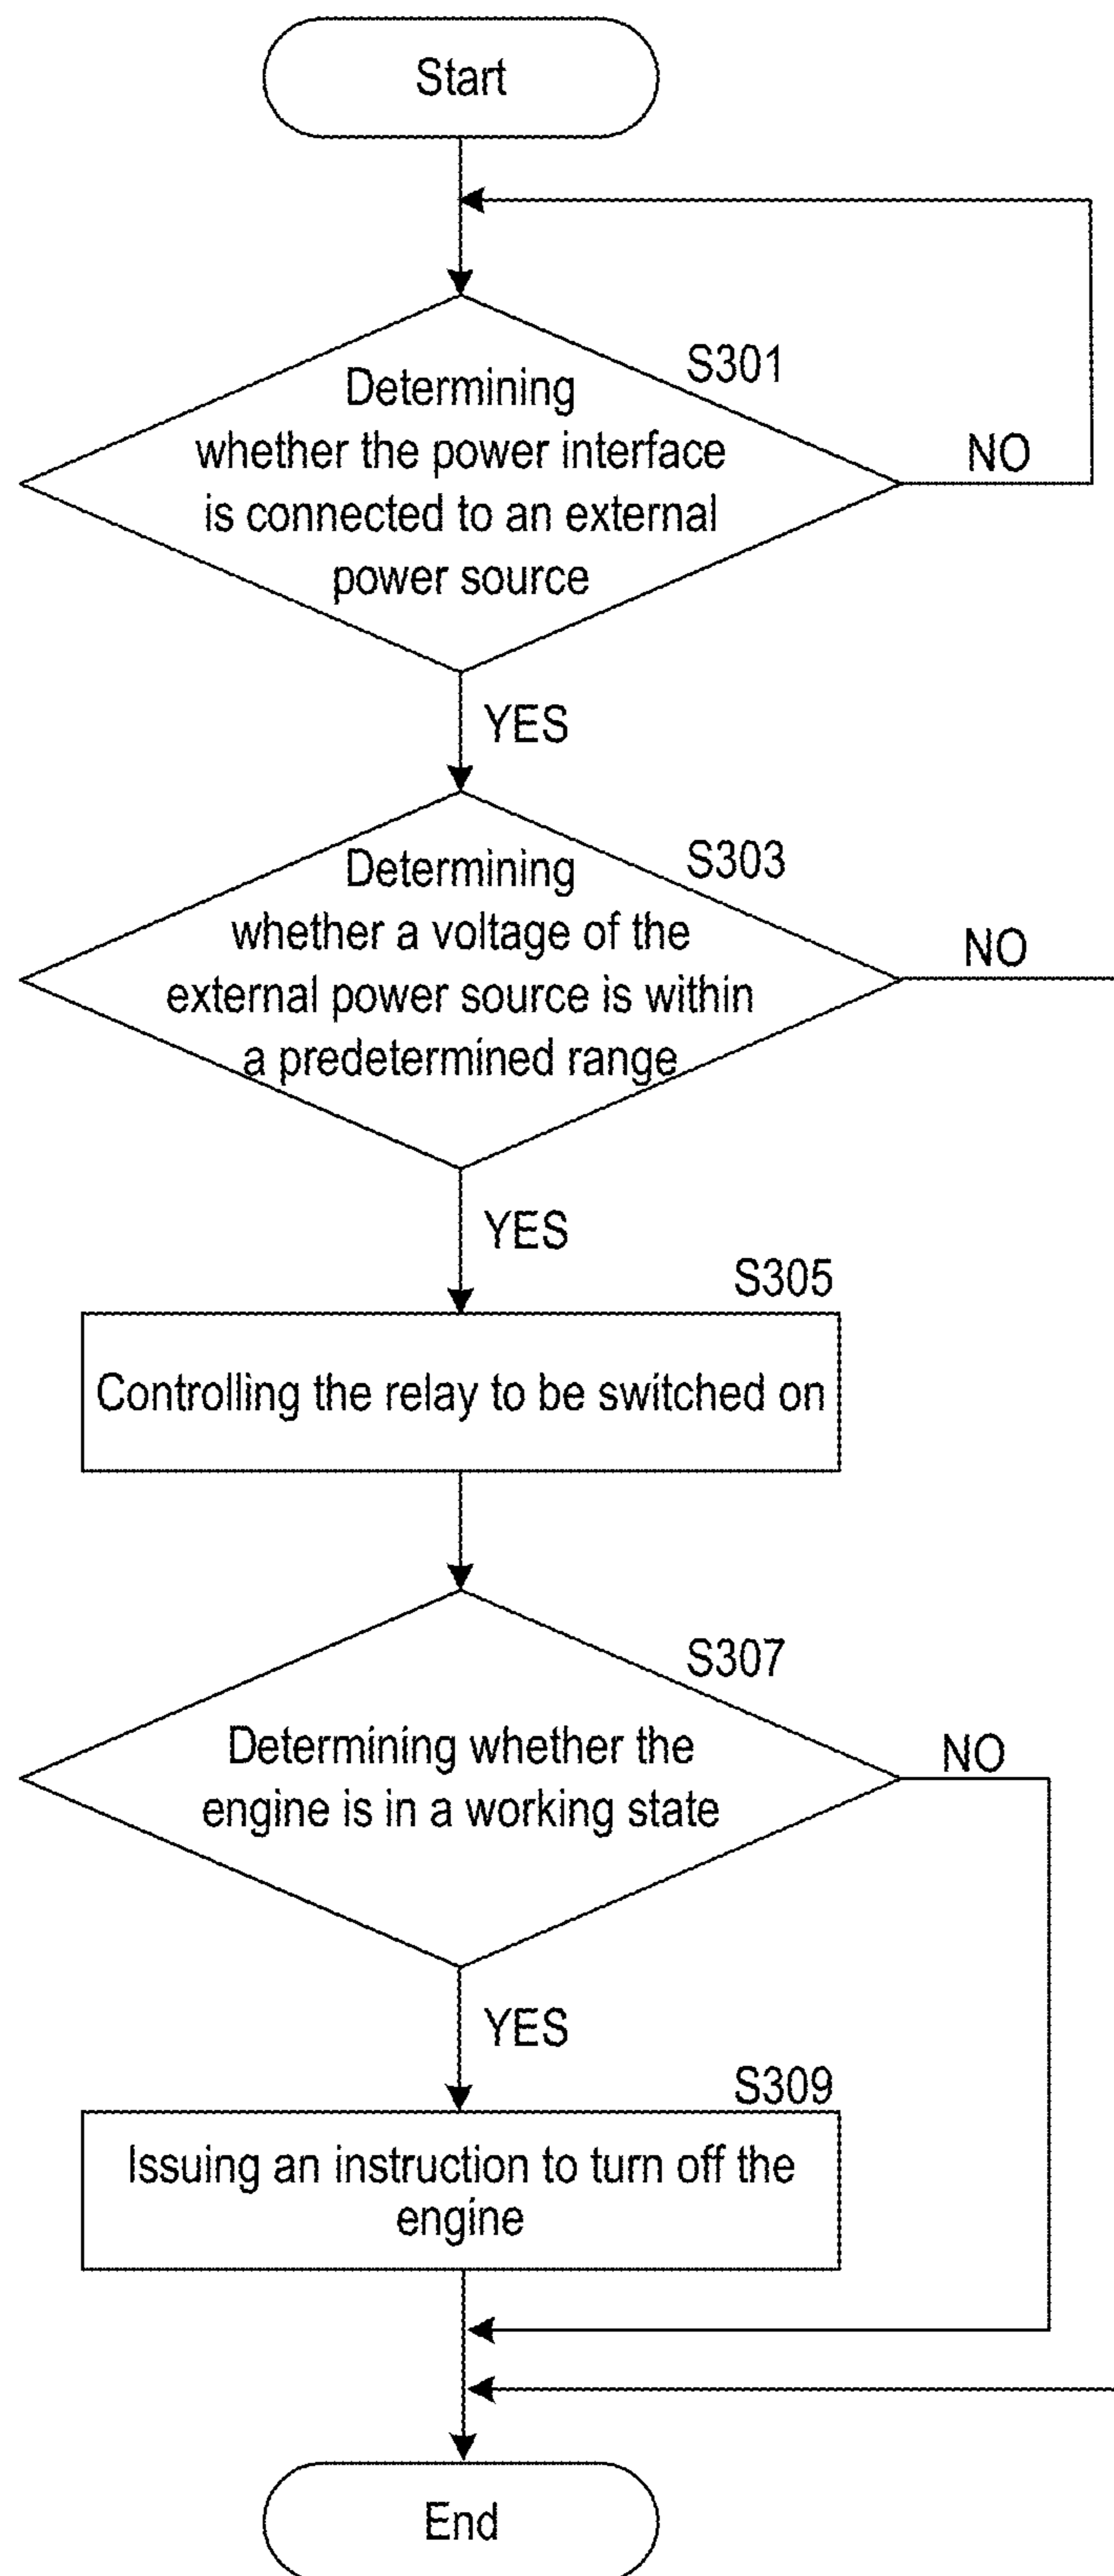 Start
S301
Determining
whether the power interface
is connected to an external
power source
NO
YES
S303
Determining
whether a voltage of the
external power source is within
a predetermined range
NO
YES
S305
Controlling the relay to be switched on
S307
Determining whether the
engine is in a working state
NO
YES
S309
Issuing an instruction to turn off the
engine
End